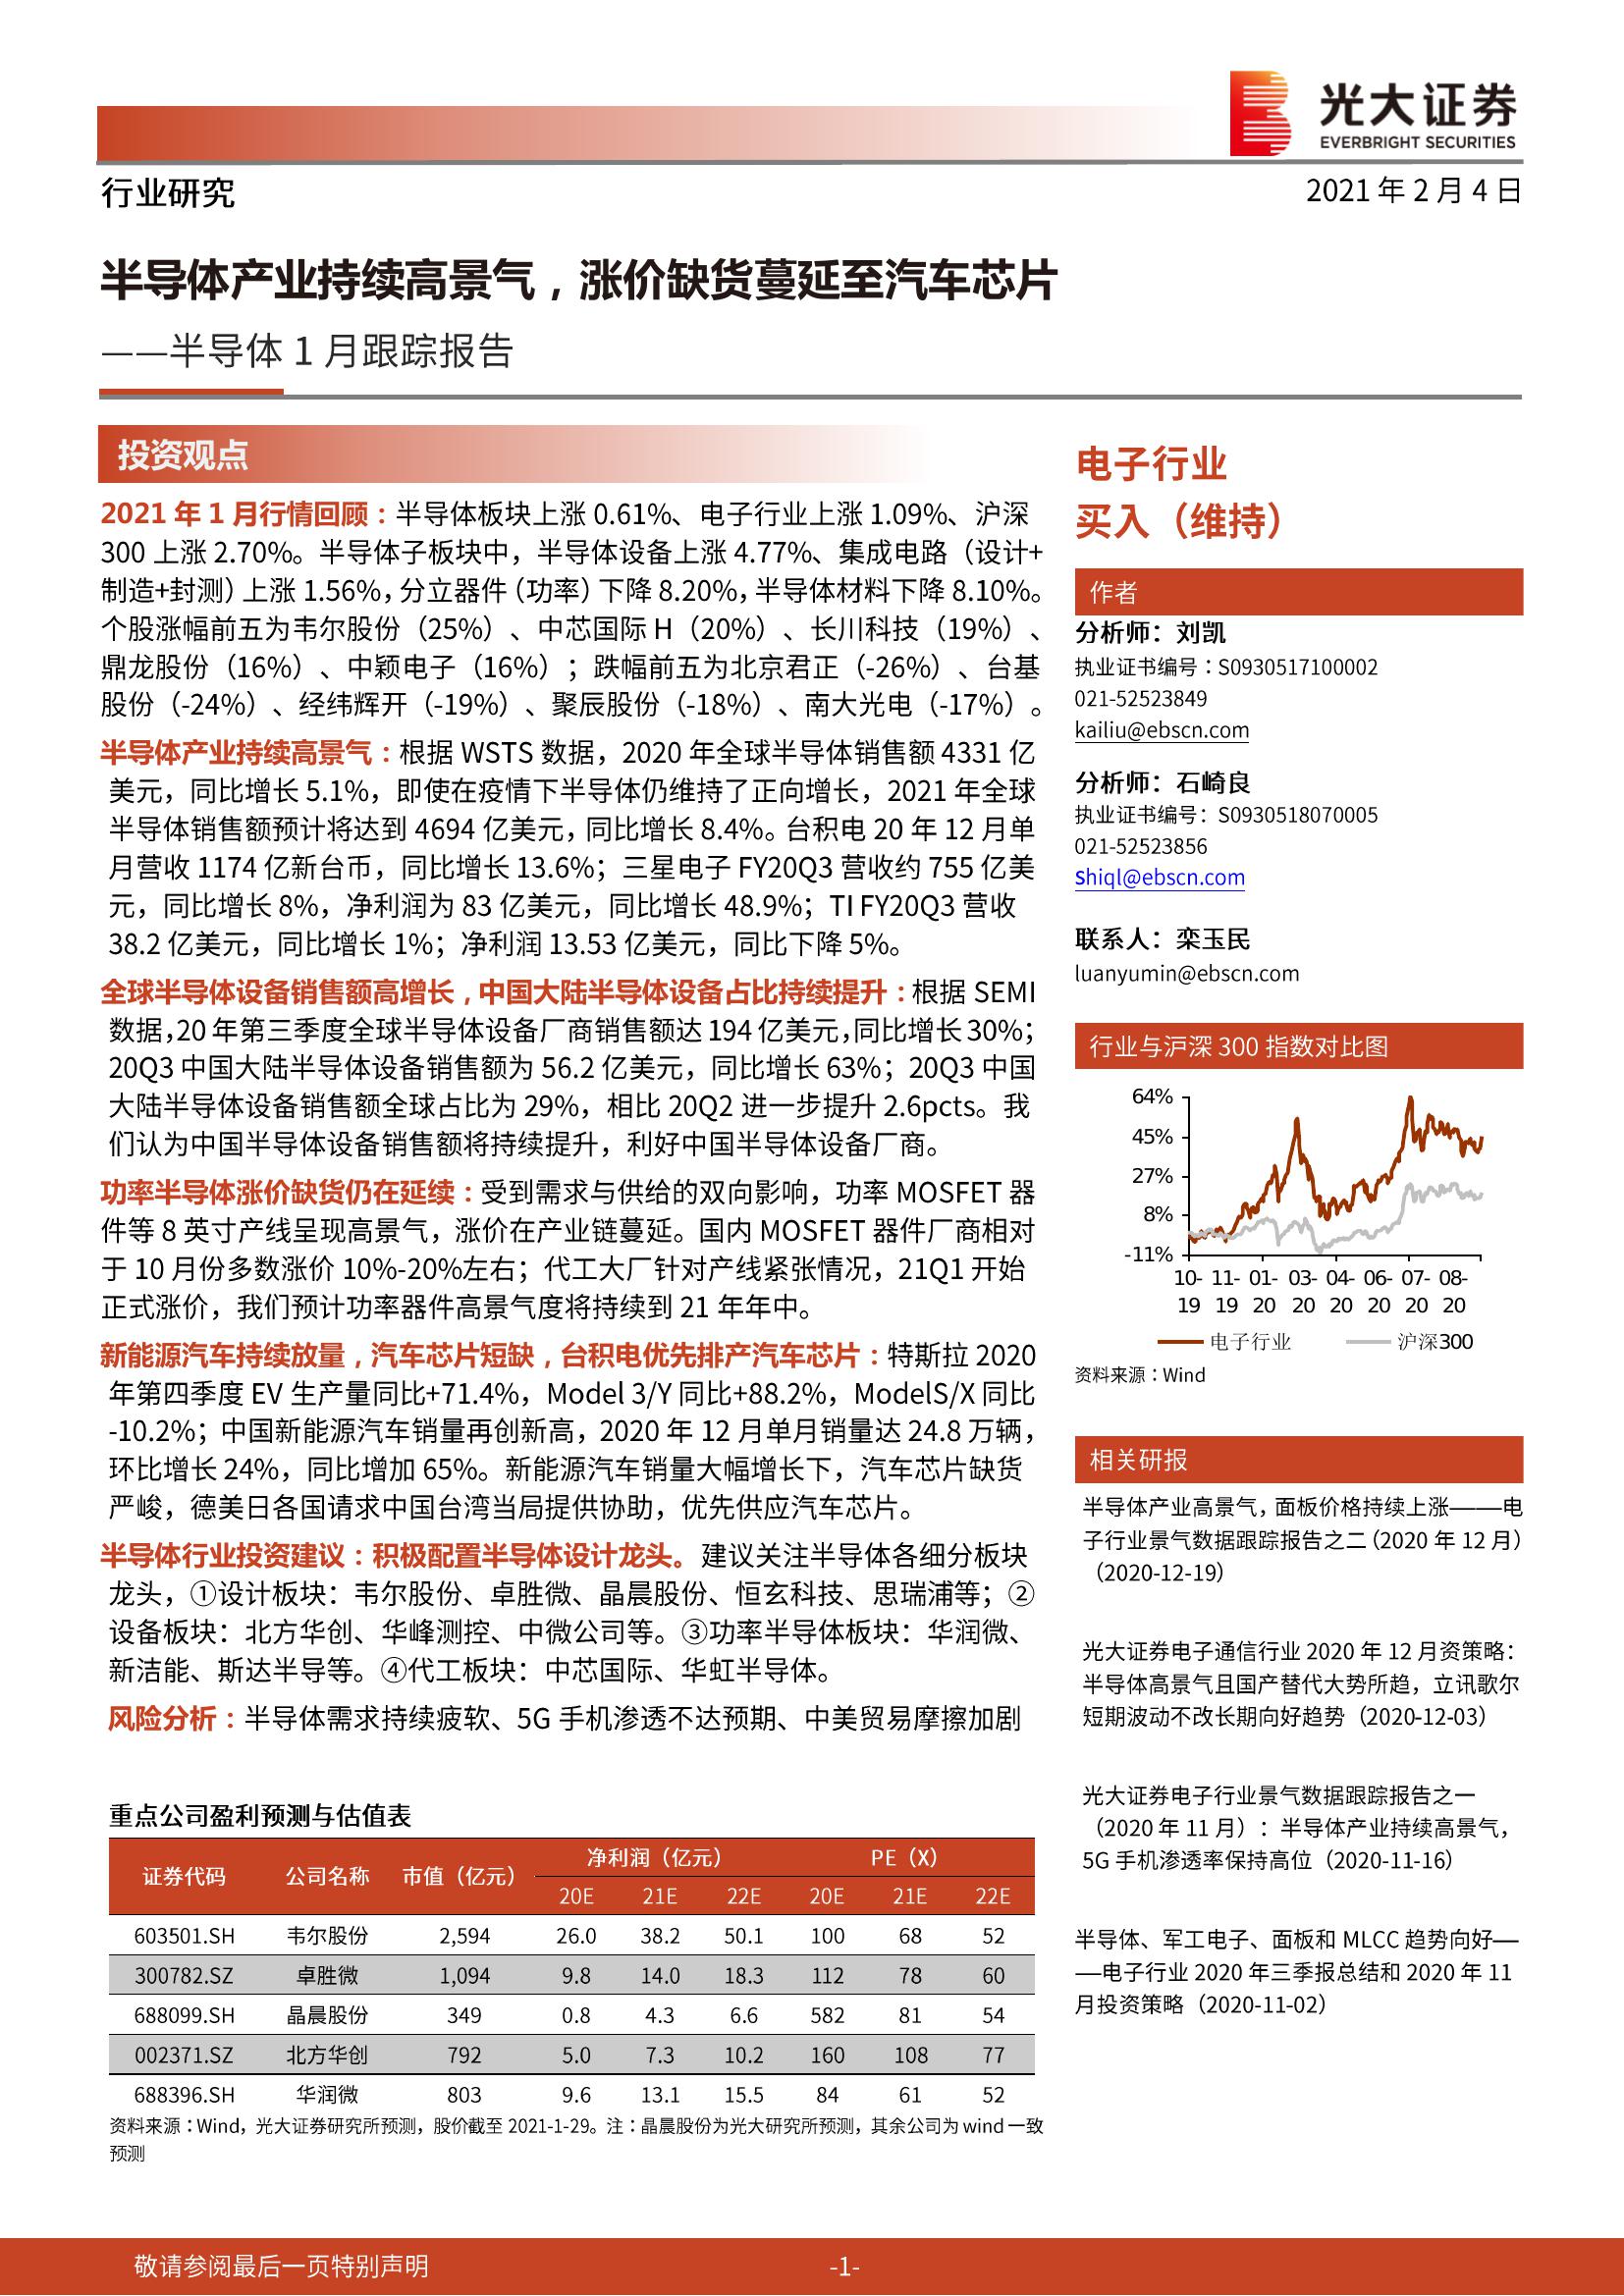 光大证券
EVERBRIGHT SECURITIES
行业研究
2021 年 2 月 4 日
半导体产业持续高景气，涨价缺货蔓延至汽车芯片
——半导体 1 月跟踪报告
投资观点
2021 年 1 月行情回顾：半导体板块上涨 0.61%、电子行业上涨 1.09%、沪深
300 上涨 2.70%。半导体子板块中，半导体设备上涨 4.77%、集成电路（设计+
制造+封测）上涨 1.56%，分立器件（功率）下降 8.20%，半导体材料下降 8.10%。
个股涨幅前五为韦尔股份（25%）、中芯国际 H（20%）、长川科技（19%）、
鼎龙股份（16%）、中颖电子（16%）；跌幅前五为北京君正（-26%）、台基
股份（-24%）、经纬辉开（-19%）、聚辰股份（-18%）、南大光电（-17%）。
半导体产业持续高景气：根据 WSTS 数据，2020 年全球半导体销售额 4331 亿
美元，同比增长 5.1%，即使在疫情下半导体仍维持了正向增长，2021 年全球
半导体销售额预计将达到 4694 亿美元，同比增长 8.4%。台积电 20 年 12 月单
月营收 1174 亿新台币，同比增长 13.6%；三星电子 FY20Q3 营收约 755 亿美
元，同比增长 8%，净利润为 83 亿美元，同比增长 48.9%；TI FY20Q3 营收
38.2 亿美元，同比增长 1%；净利润 13.53 亿美元，同比下降 5%。
全球半导体设备销售额高增长，中国大陆半导体设备占比持续提升：根据 SEMI
数据，20 年第三季度全球半导体设备厂商销售额达 194 亿美元，同比增长 30%；
20Q3 中国大陆半导体设备销售额为 56.2 亿美元，同比增长 63%；20Q3 中国
大陆半导体设备销售额全球占比为 29%，相比 20Q2 进一步提升 2.6pcts。我
们认为中国半导体设备销售额将持续提升，利好中国半导体设备厂商。
功率半导体涨价缺货仍在延续：受到需求与供给的双向影响，功率 MOSFET 器
件等 8 英寸产线呈现高景气，涨价在产业链蔓延。国内 MOSFET 器件厂商相对
于 10 月份多数涨价 10%-20%左右；代工大厂针对产线紧张情况，21Q1 开始
正式涨价，我们预计功率器件高景气度将持续到 21 年年中。
新能源汽车持续放量，汽车芯片短缺，台积电优先排产汽车芯片：特斯拉 2020
年第四季度 EV 生产量同比+71.4%，Model 3/Y 同比+88.2%，ModelS/X 同比
-10.2%；中国新能源汽车销量再创新高，2020 年 12 月单月销量达 24.8 万辆，
环比增长 24%，同比增加 65%。新能源汽车销量大幅增长下，汽车芯片缺货
严峻，德美日各国请求中国台湾当局提供协助，优先供应汽车芯片。
半导体行业投资建议：积极配置半导体设计龙头。建议关注半导体各细分板块
龙头，①设计板块：韦尔股份、卓胜微、晶晨股份、恒玄科技、思瑞浦等；②
设备板块：北方华创、华峰测控、中微公司等。③功率半导体板块：华润微、
新洁能、斯达半导等。④代工板块：中芯国际、华虹半导体。
风险分析：半导体需求持续疲软、5G 手机渗透不达预期、中美贸易摩擦加剧
重点公司盈利预测与估值表
证券代码 公司名称 市值（亿元） 净利润（亿元） PE（X）
20E 21E 22E 20E 21E 22E
603501.SH 韦尔股份 2,594 26.0 38.2 50.1 100 68 52
300782.SZ 卓胜微 1,094 9.8 14.0 18.3 112 78 60
688099.SH 晶晨股份 349 0.8 4.3 6.6 582 81 54
002371.SZ 北方华创 792 5.0 7.3 10.2 160 108 77
688396.SH 华润微 803 9.6 13.1 15.5 84 61 52
资料来源：Wind，光大证券研究所预测，股价截至 2021-1-29。注：晶晨股份为光大研究所预测，其余公司为 wind 一致
预测
电子行业
买入（维持）
作者
分析师：刘凯
执业证书编号：S0930517100002
021-52523849
kailiu@ebscn.com
分析师：石崎良
执业证书编号：S0930518070005
021-52523856
shiql@ebscn.com
联系人：栾玉民
luanyumin@ebscn.com
行业与沪深 300 指数对比图
64%
45%
27%
8%
-11%
10- 11- 01- 03- 04- 06- 07- 08-
19 19 20 20 20 20 20 20
电子行业 沪深300
资料来源：Wind
相关研报
半导体产业高景气，面板价格持续上涨——电
子行业景气数据跟踪报告之二（2020 年 12 月）
（2020-12-19）
光大证券电子通信行业 2020 年 12 月资策略：
半导体高景气且国产替代大势所趋，立讯歌尔
短期波动不改长期向好趋势（2020-12-03）
光大证券电子行业景气数据跟踪报告之一
（2020 年 11 月）：半导体产业持续高景气，
5G 手机渗透率保持高位（2020-11-16）
半导体、军工电子、面板和 MLCC 趋势向好—
—电子行业 2020 年三季报总结和 2020 年 11
月投资策略（2020-11-02）
敬请参阅最后一页特别声明
-1-